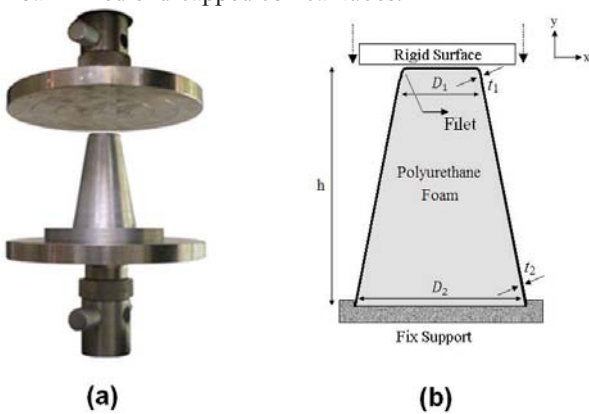 y
Rigid Surface
x
D1
t1
Filet
h
Polyurethane
Foam
t2
D2
Fix Support
(a)
(b)